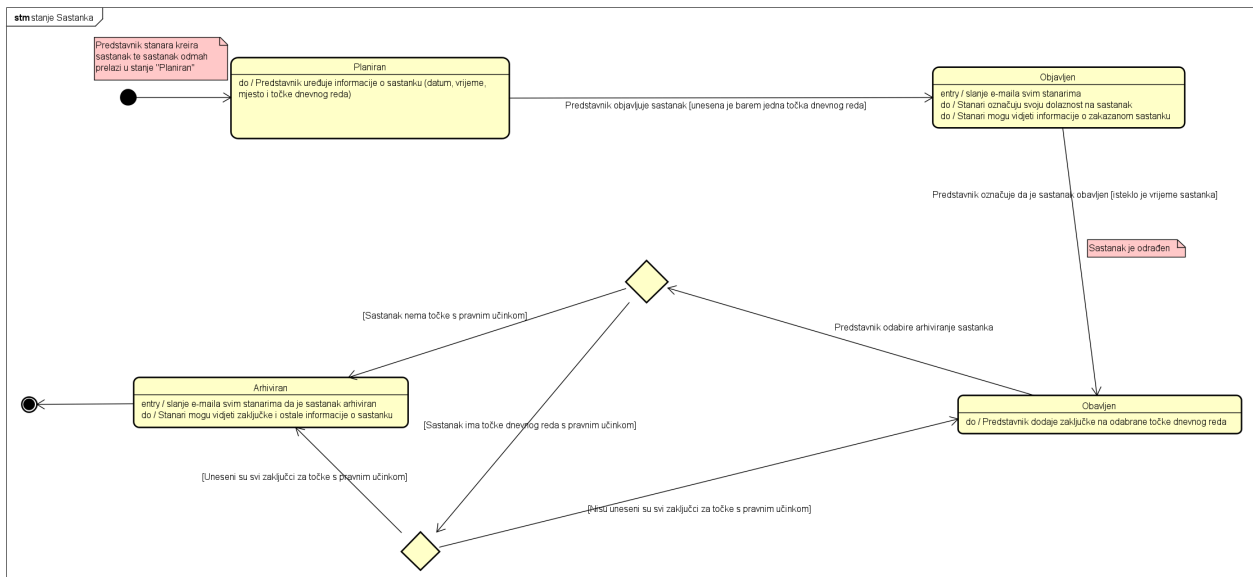 stm stanje Sastanka
Predstavnik stanara kreira
sastanak te sastanak odmah
prelazi u stanje "Planiran"
Planiran
do / Predstavnik uređuje informacije o sastanku (datum, vrijeme,
mjesto i točke dnevnog reda)
Predstavnik objavljuje sastanak [unesena je barem jedna točka dnevnog reda]
Objavljen
entry / slanje e-maila svim stanarima
do / Stanari označuju svoju dolaznost na sastanak
do / Stanari mogu vidjeti informacije o zakazanom sastanku
Predstavnik označuje da je sastanak obavljen [isteklo je vrijeme sastanka]
Sastanak je odrađen
[Sastanak nema točke s pravnim učinkom]
Predstavnik odabire arhiviranje sastanka
Arhiviran
entry / slanje e-maila svim stanarima da je sastanak arhiviran
do / Stanari mogu vidjeti zaključke i ostale informacije o sastanku
Obavljen
do / Predstavnik dodaje zaključke na odabrane točke dnevnog reda
[Sastanak ima točke dnevnog reda s pravnim učinkom]
[Uneseni su svi zaključci za točke s pravnim učinkom]
[Nisu uneseni su svi zaključci za točke s pravnim učinkom]